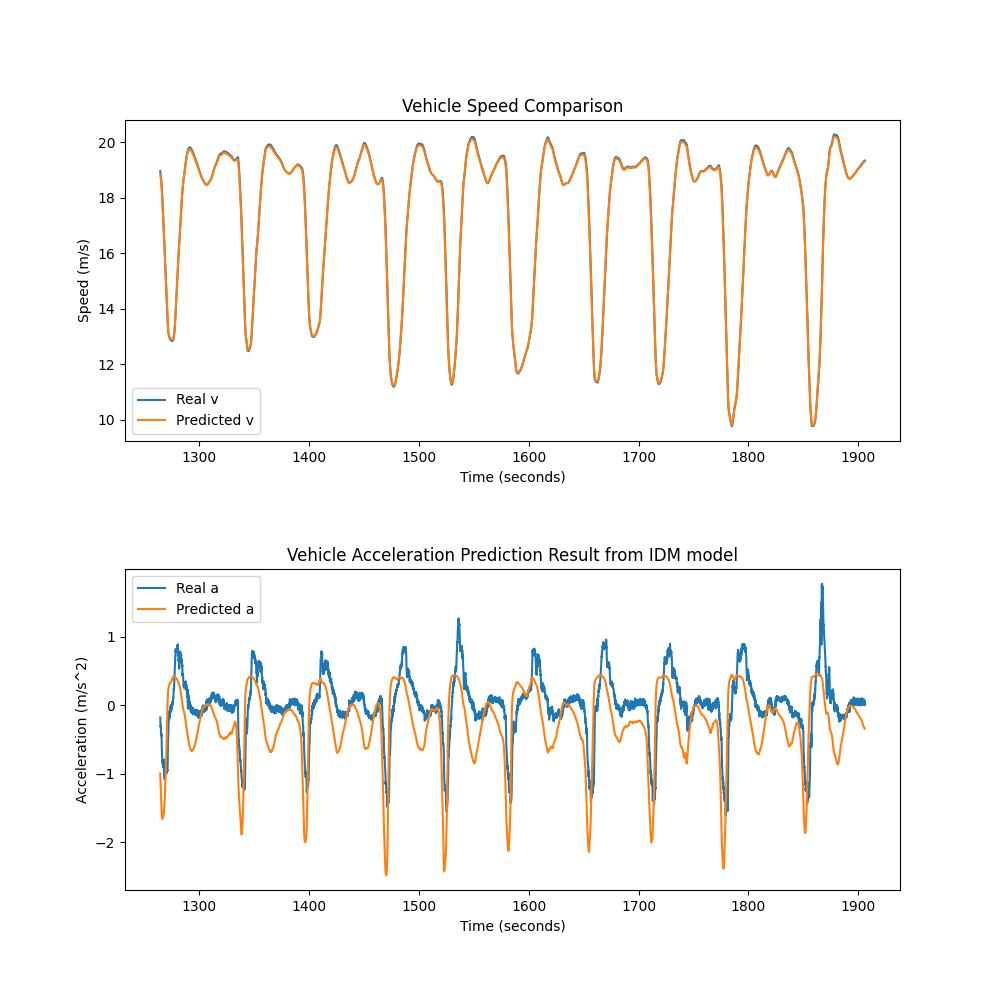 Vehicle Speed Comparison
20
18
16
14
12
10
Speed (m/s)
Real v
Predicted v
1300 1400 1500 1600 1700 1800 1900
Time (seconds)
Vehicle Acceleration Prediction Result from IDM model
Real a
Predicted a
1
0
−1
−2
Acceleration (m/s^2)
1300 1400 1500 1600 1700 1800 1900
Time (seconds)